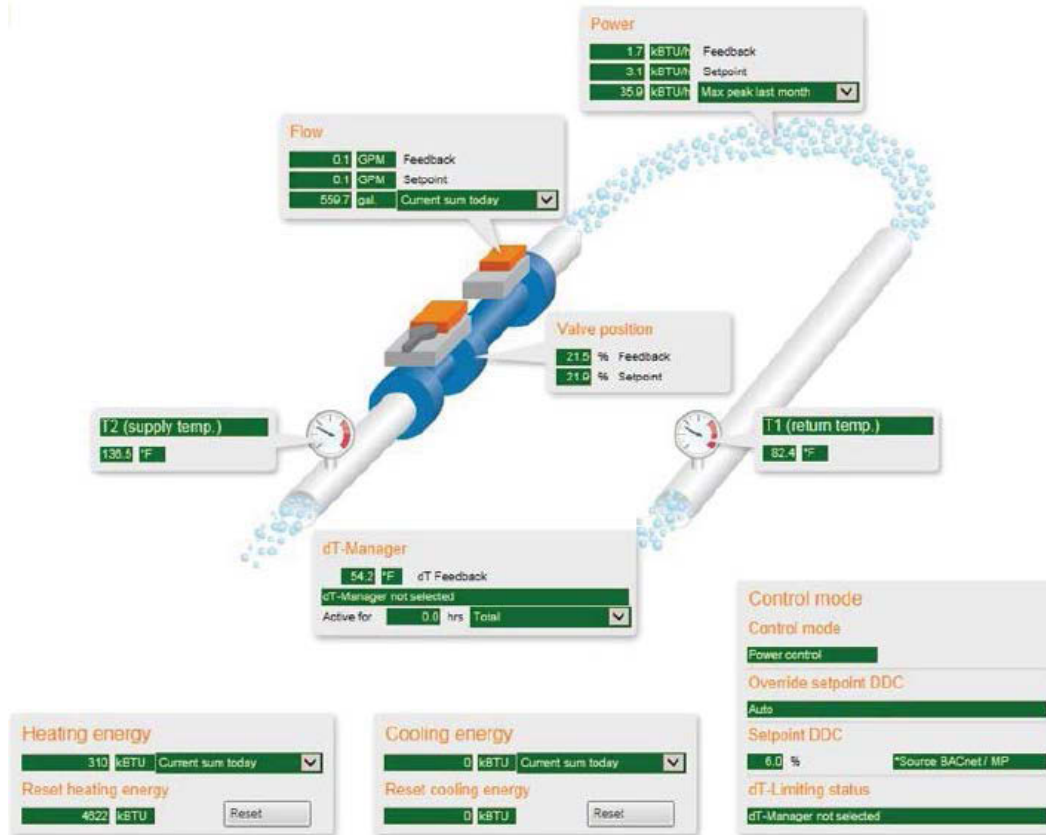 Power
1.7 kBTU/h Feedback
3.1 kBTU/h Setpoint
35.9 kBTU/h Max peak last month
Flow
0.1 GPM Feedback
0.1 GPM Setpoint
559.7 gal. Current sum today
Valve position
21.5 % Feedback
21.9 % Setpoint
T2 (supply temp.)
136.5 °F
T1 (return temp.)
82.4 °F
dT-Manager
54.2 °F dT Feedback
dT-Manager not selected
Active for 0.0 hrs Total
Control mode
Control mode
Power control
Override setpoint DDC
Auto
Setpoint DDC
6.0 % *Source BACnet / MP
dT-Limiting status
dT-Manager not selected
Heating energy
310 kBTU Current sum today
Reset heating energy
4622 kBTU Reset
Cooling energy
0 kBTU Current sum today
Reset cooling energy
0 kBTU Reset